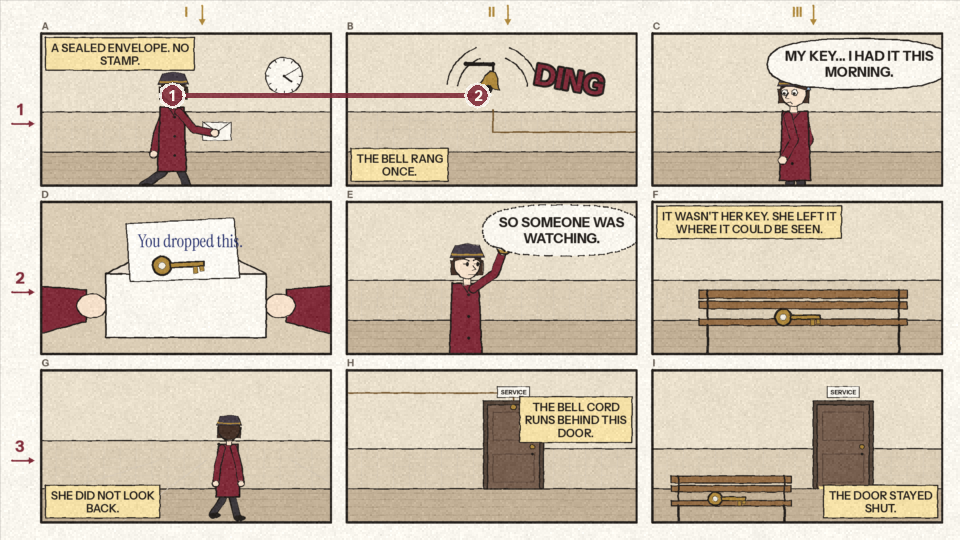 I
II
III
1
2
3
A
A SEALED ENVELOPE. NO
STAMP.
1
B
2
DING
THE BELL RANG
ONCE.
C
MY KEY... I HAD IT THIS
MORNING.
D
You dropped this.
E
SO SOMEONE WAS
WATCHING.
F
IT WASN'T HER KEY. SHE LEFT IT
WHERE IT COULD BE SEEN.
G
SHE DID NOT LOOK
BACK.
H
SERVICE
THE BELL CORD
RUNS BEHIND THIS
DOOR.
I
SERVICE
THE DOOR STAYED
SHUT.